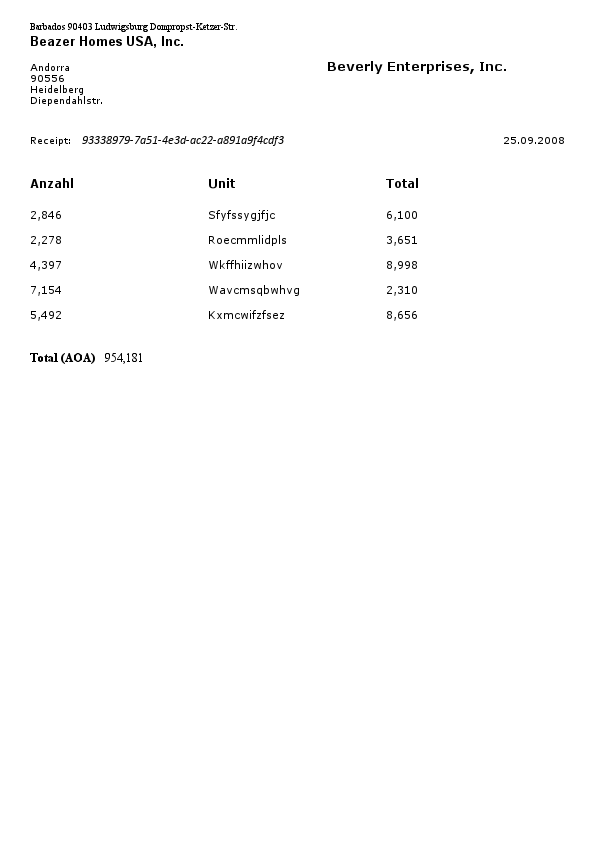 Barbados 90403 Ludwigsburg Dompropst-Ketzer-Str.
Beazer Homes USA, Inc.
Beverly Enterprises, Inc.
Andorra
90556
Heidelberg
Diependahlstr.
Receipt: 93338979-7a51-4e3d-ac22-a891a9f4cdf3 25.09.2008
Anzahl Unit Total
2,846 Sfyfssygjfjc 6,100
2,278 Roecmmlidpls 3,651
4,397 Wkffhiizwhov 8,998
7,154 Wavcmsqbwhvg 2,310
5,492 Kxmcwifzfsez 8,656
Total (AOA) 954,181